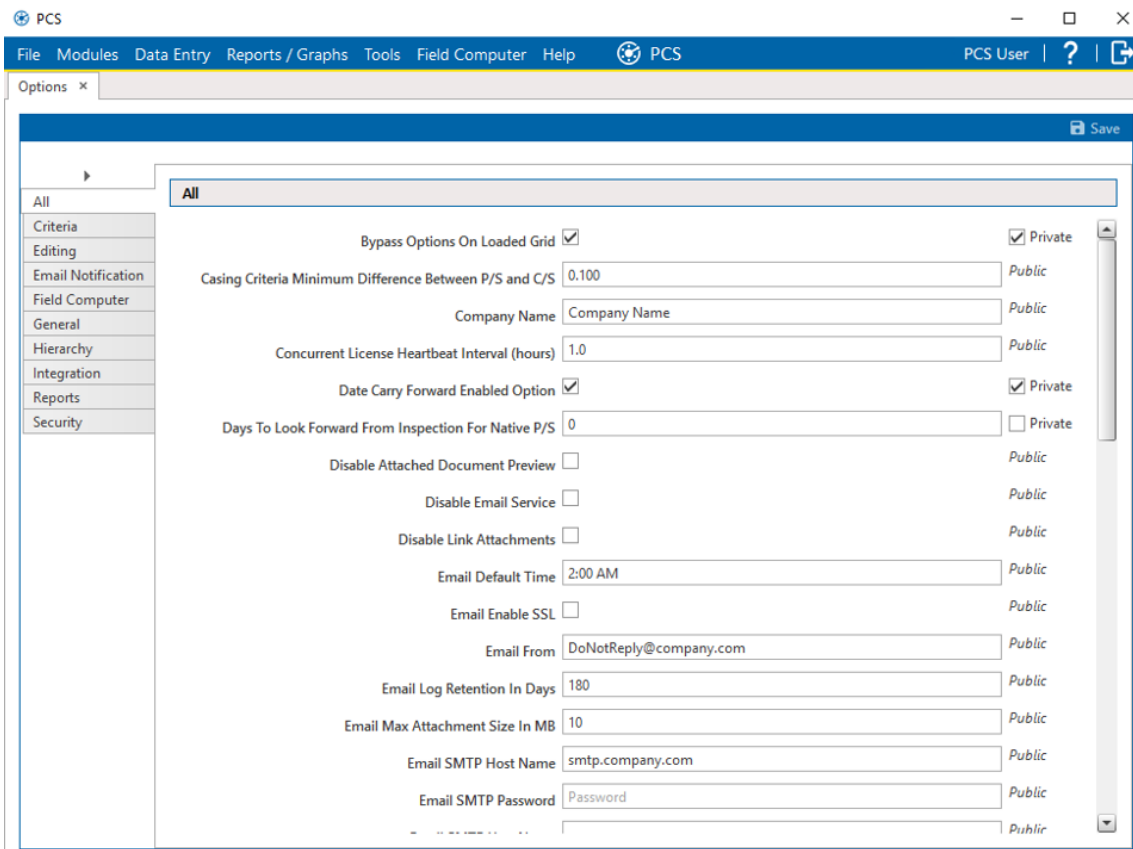 PCS
File Modules Data Entry Reports / Graphs Tools Field Computer Help PCS PCS User | ? |
Options ×
Save
All
Criteria
Editing
Email Notification
Field Computer
General
Hierarchy
Integration
Reports
Security
All
Bypass Options On Loaded Grid Private
Casing Criteria Minimum Difference Between P/S and C/S 0.100 Public
Company Name Company Name Public
Concurrent License Heartbeat Interval (hours) 1.0 Public
Date Carry Forward Enabled Option Private
Days To Look Forward From Inspection For Native P/S 0 Private
Disable Attached Document Preview Public
Disable Email Service Public
Disable Link Attachments Public
Email Default Time 2:00 AM Public
Email Enable SSL Public
Email From DoNotReply@company.com Public
Email Log Retention In Days 180 Public
Email Max Attachment Size In MB 10 Public
Email SMTP Host Name smtp.company.com Public
Email SMTP Password Password Public
Public